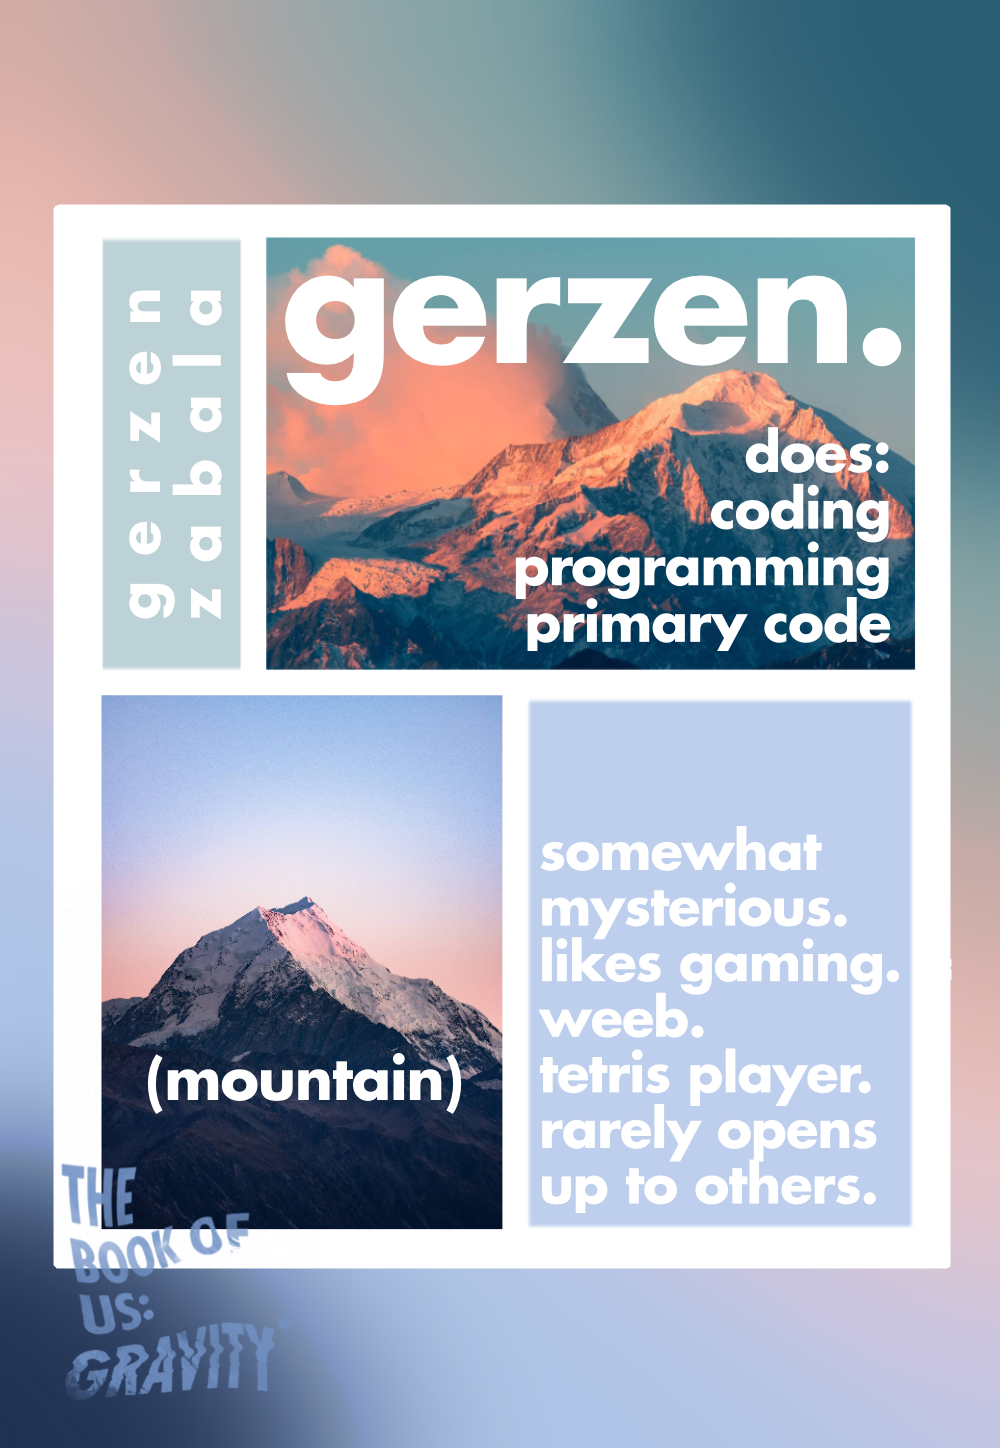 gerzen
zabala
gerzen.
does:
coding
programming
primary code
(mountain)
somewhat
mysterious.
likes gaming.
weeb.
tetris player.
rarely opens
up to others.
THE
BOOK OF
US:
GRAVITY